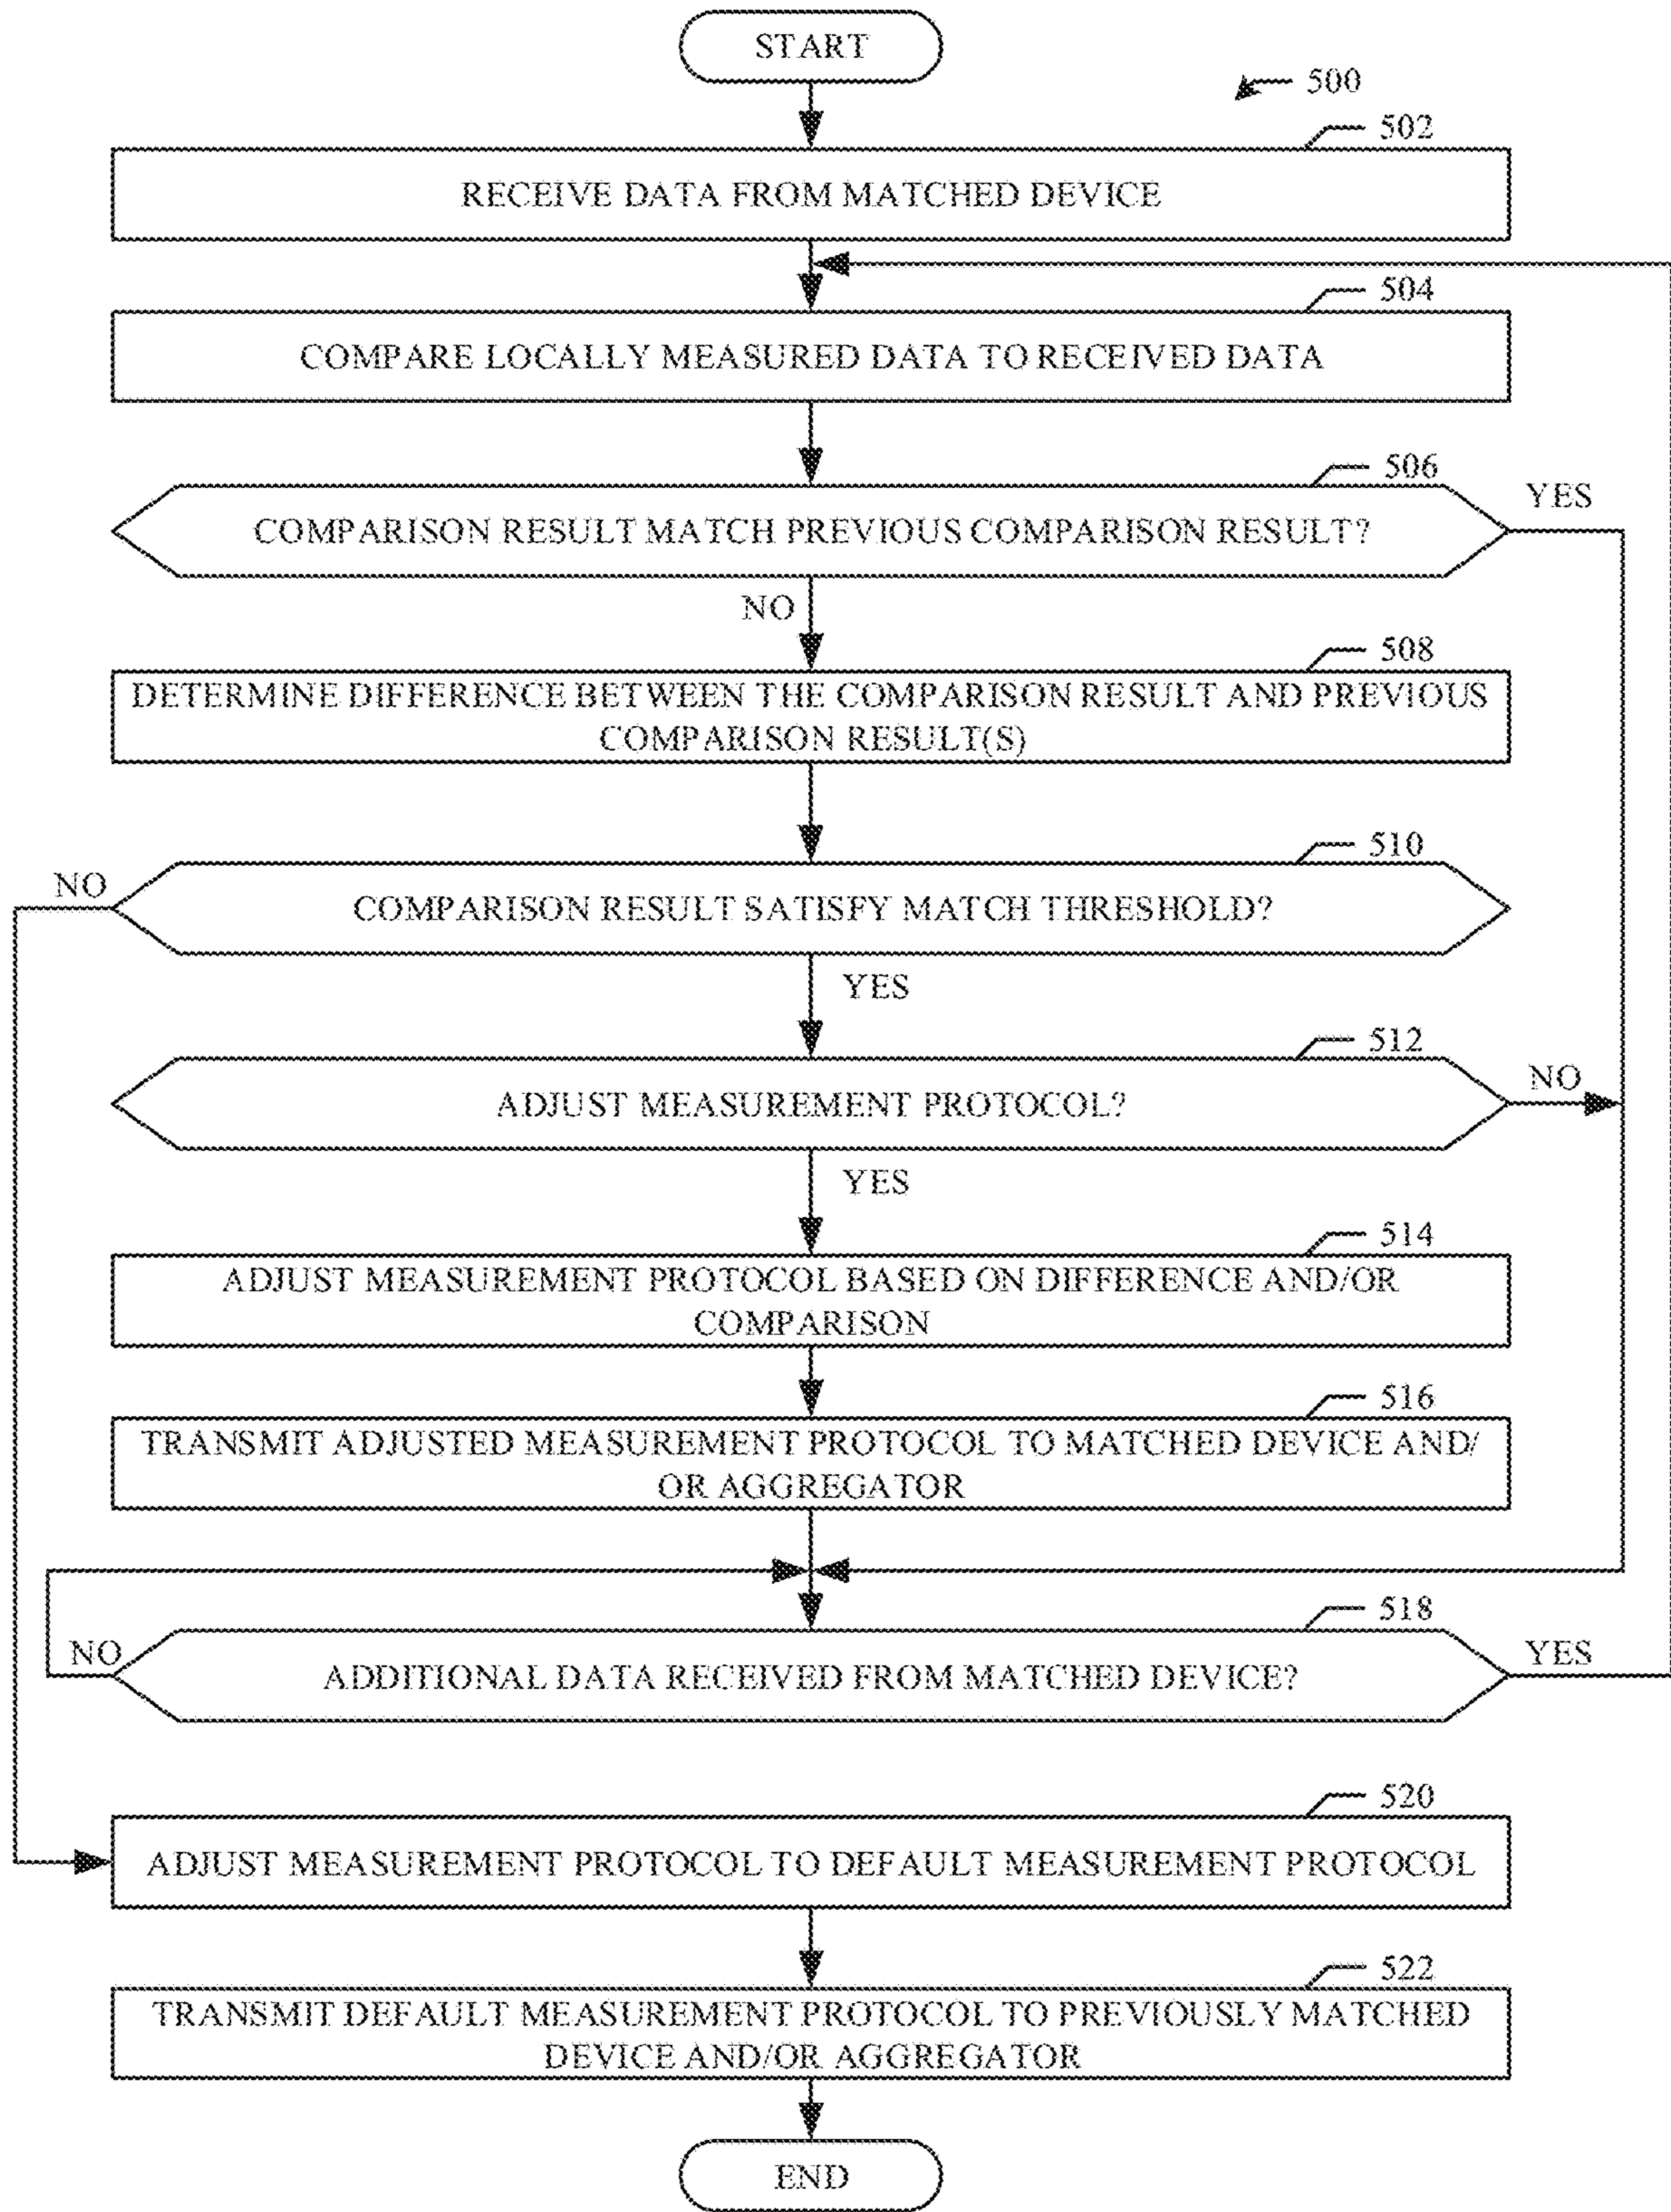 START
500
502
RECEIVE DATA FROM MATCHED DEVICE
504
COMPARE LOCALLY MEASURED DATA TO RECEIVED DATA
506
YES
COMPARISON RESULT MATCH PREVIOUS COMPARISON RESULT?
NO
508
DETERMINE DIFFERENCE BETWEEN THE COMPARISON RESULT AND PREVIOUS
COMPARISON RESULT(S)
510
NO
COMPARISON RESULT SATISFY MATCH THRESHOLD?
YES
512
NO
ADJUST MEASUREMENT PROTOCOL?
YES
514
ADJUST MEASUREMENT PROTOCOL BASED ON DIFFERENCE AND/OR
COMPARISON
516
TRANSMIT ADJUSTED MEASUREMENT PROTOCOL TO MATCHED DEVICE AND/
OR AGGREGATOR
518
NO
YES
ADDITIONAL DATA RECEIVED FROM MATCHED DEVICE?
520
ADJUST MEASUREMENT PROTOCOL TO DEFAULT MEASUREMENT PROTOCOL
522
TRANSMIT DEFAULT MEASUREMENT PROTOCOL TO PREVIOUSLY MATCHED
DEVICE AND/OR AGGREGATOR
END